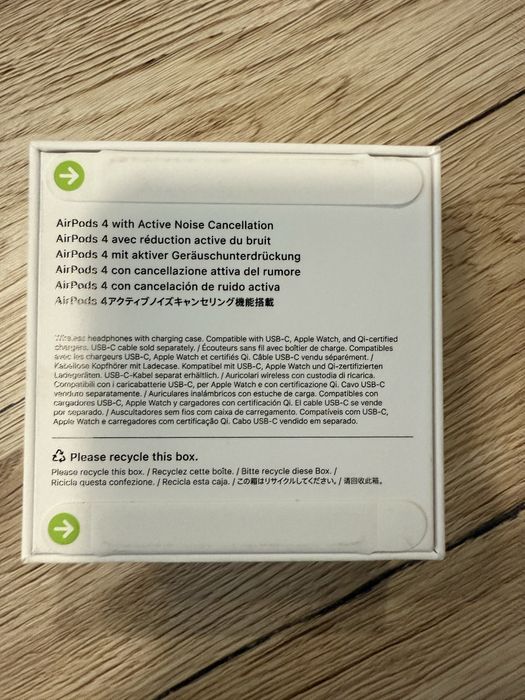 AirPods 4 with Active Noise Cancellation
AirPods 4 avec réduction active du bruit
AirPods 4 mit aktiver Geräuschunterdrückung
AirPods 4 con cancellazione attiva del rumore
AirPods 4 con cancelación de ruido activa
AirPods 4アクティブノイズキャンセリング機能搭載
Wireless headphones with charging case. Compatible with USB-C, Apple Watch, and Qi-certified
chargers. USB-C cable sold separately. / Écouteurs sans fil avec boîtier de charge. Compatibles
avec les chargeurs USB-C, Apple Watch et certifiés Qi. Câble USB-C vendu séparément. /
Kabellose Kopfhörer mit Ladecase. Kompatibel mit USB-C, Apple Watch und Qi-zertifizierten
Ladegeräten. USB-C-Kabel separat erhältlich. / Auricolari wireless con custodia di ricarica.
Compatibili con i caricabatterie USB-C, per Apple Watch e con certificazione Qi. Cavo USB-C
venduto separatamente. / Auriculares inalámbricos con estuche de carga. Compatibles con
cargadores USB-C, Apple Watch y cargadores con certificación Qi. El cable USB-C se vende
por separado. / Auscultadores sem fios com caixa de carregamento. Compatíveis com USB-C,
Apple Watch e carregadores com certificação Qi. Cabo USB-C vendido em separado.
Please recycle this box.
Please recycle this box. / Recyclez cette boîte. / Bitte recycle diese Box. /
Ricicla questa confezione. / Recicla esta caja. / この箱はリサイクルしてください。/ 请回收此箱。